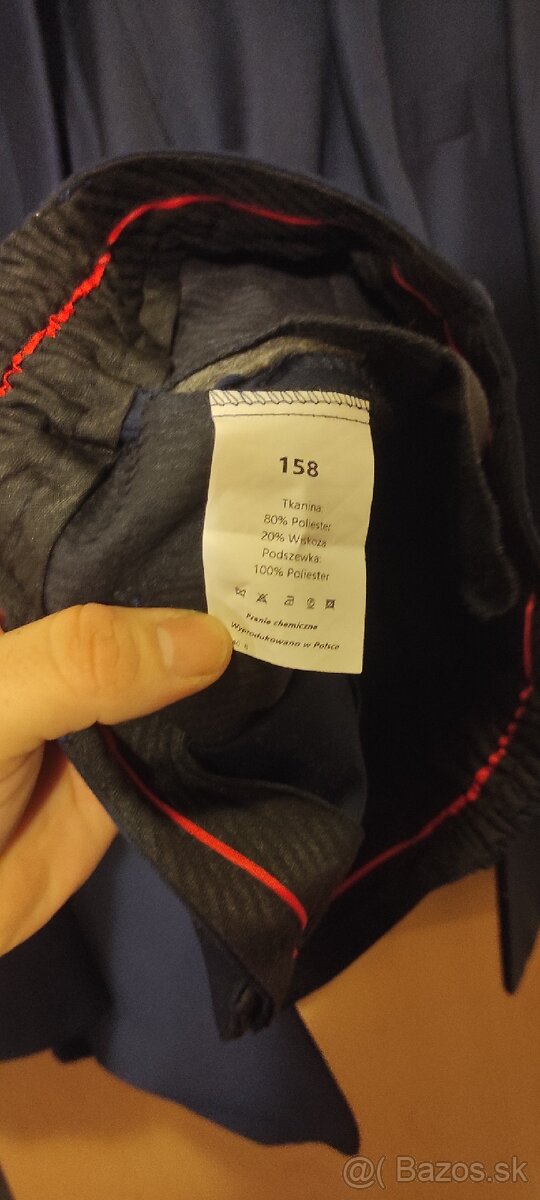 158
Tkanina:
80% Poliester
20% Wiskoza
Podszewka:
100% Poliester
Pranie chemiczne
Wyprodukowano w Polsce
@( Bazos.sk